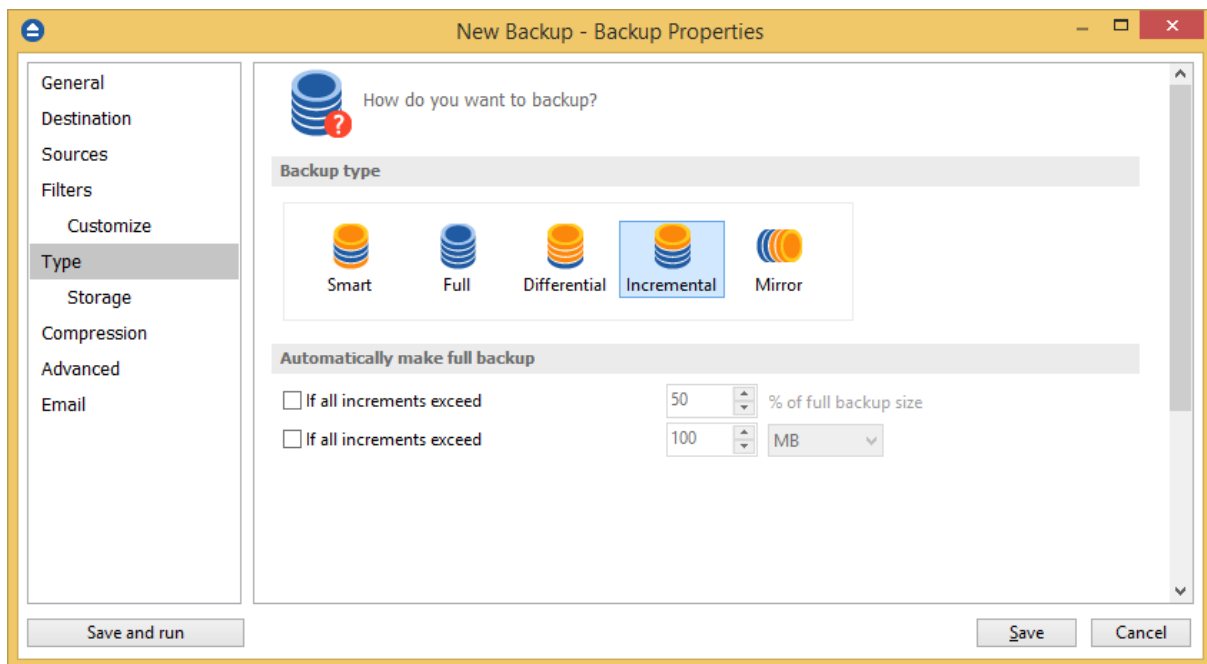 New Backup - Backup Properties
General
Destination
Sources
Filters
Customize
Type
Storage
Compression
Advanced
Email
How do you want to backup?
Backup type
Smart Full Differential Incremental Mirror
Automatically make full backup
If all increments exceed 50 % of full backup size
If all increments exceed 100 MB
Save and run Save Cancel